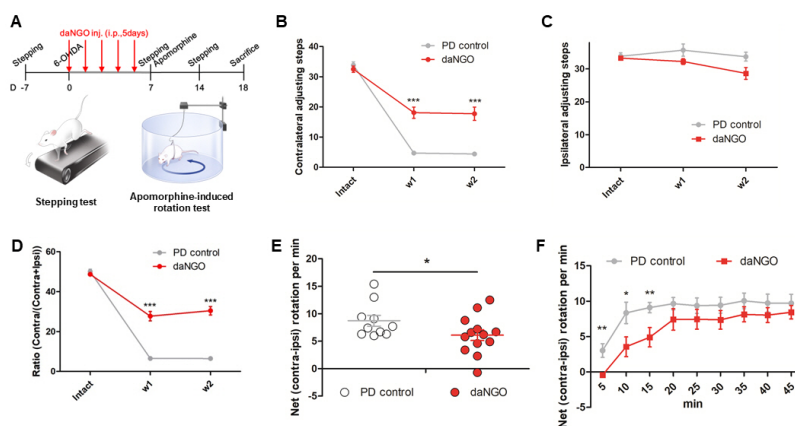 A
daNGO inj. (i.p.,5days)
Stepping
6-OHDA
Stepping
Apomorphine
Stepping
Sacrifice
D -7
0
7
14
18
Stepping test
Apomorphine-induced
rotation test
B
PD control
daNGO
Contralateral adjusting steps
40
30
20
10
0
***
***
Intact
w1
w2
C
Ipsilateral adjusting steps
30
20
10
0
PD control
daNGO
Intact
w1
w2
D
PD control
daNGO
Ratio (Contra/(Contra+Ipsi))
60
40
20
0
***
***
Intact
w1
w2
E
Net (contra-ipsi) rotation per min
20
15
10
5
0
-5
*
PD control
daNGO
F
PD control
daNGO
Net (contra-ipsi) rotation per min
15
10
5
0
-5
**
*
**
5
10
15
20
25
30
35
40
45
min